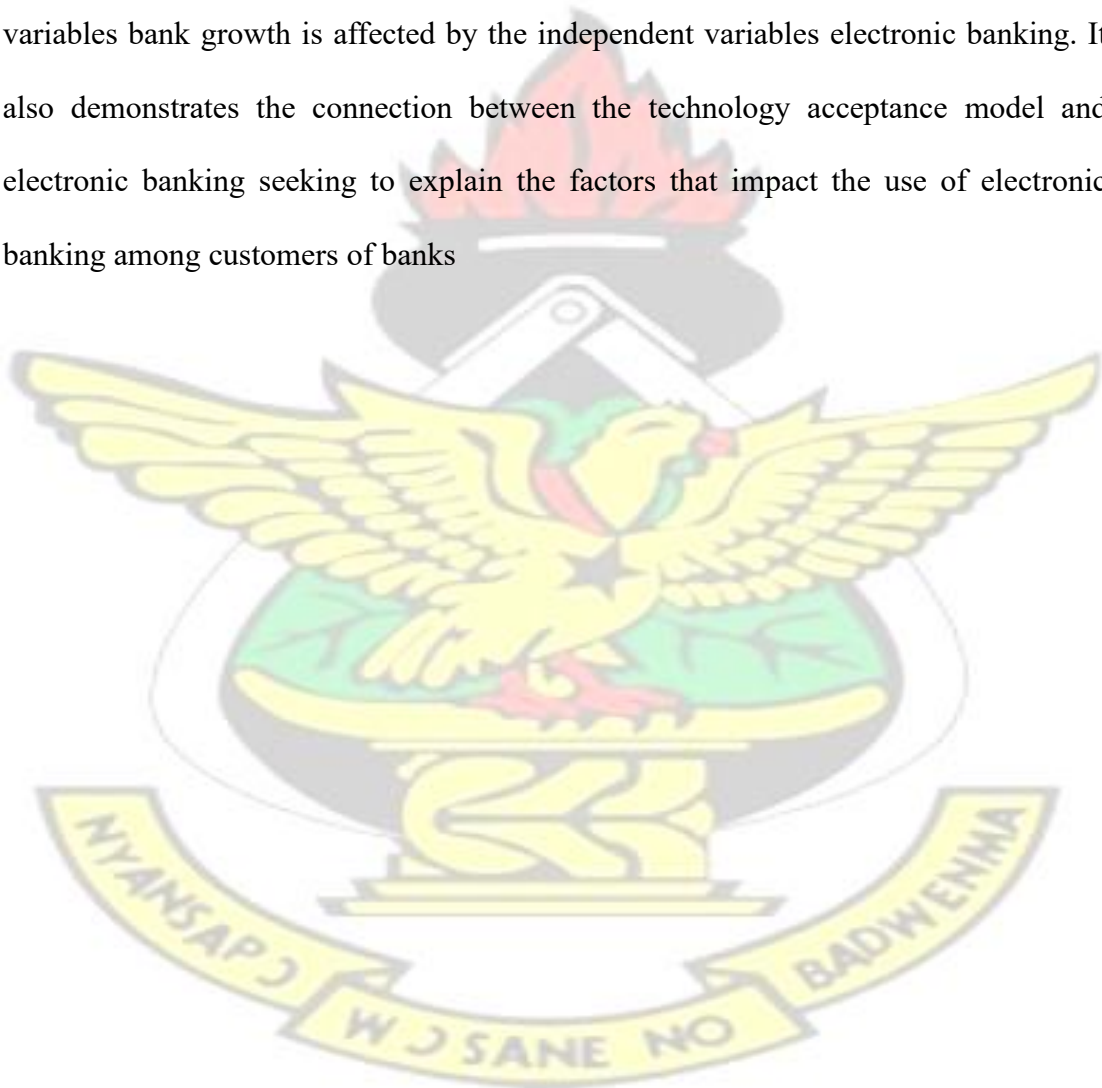 variables bank growth is affected by the independent variables electronic banking. It
also demonstrates the connection between the technology acceptance model and
electronic banking seeking to explain the factors that impact the use of electronic
banking among customers of banks
NYANSAPƆ
WƆSANE NO
BADWENMA